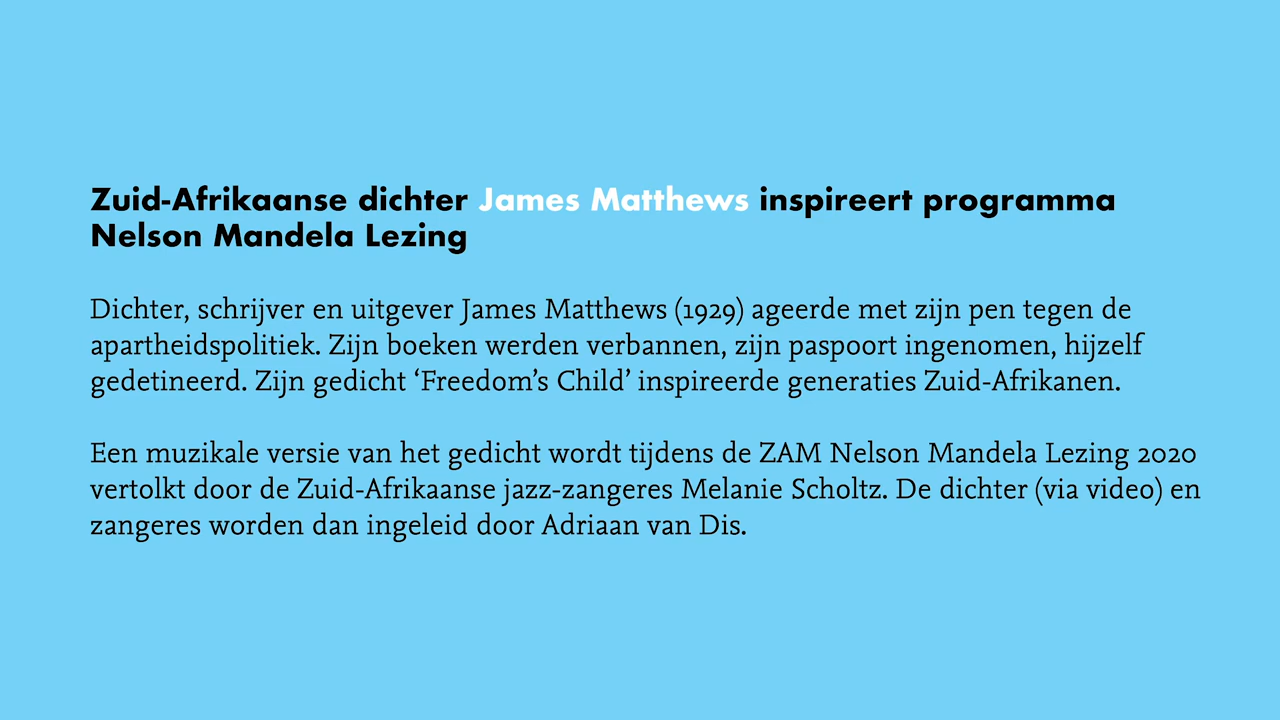 Zuid-Afrikaanse dichter James Matthews inspireert programma
Nelson Mandela Lezing
Dichter, schrijver en uitgever James Matthews (1929) ageerde met zijn pen tegen de
apartheidspolitiek. Zijn boeken werden verbannen, zijn paspoort ingenomen, hijzelf
gedetineerd. Zijn gedicht ‘Freedom’s Child’ inspireerde generaties Zuid-Afrikanen.
Een muzikale versie van het gedicht wordt tijdens de ZAM Nelson Mandela Lezing 2020
vertolkt door de Zuid-Afrikaanse jazz-zangeres Melanie Scholtz. De dichter (via video) en
zangeres worden dan ingeleid door Adriaan van Dis.